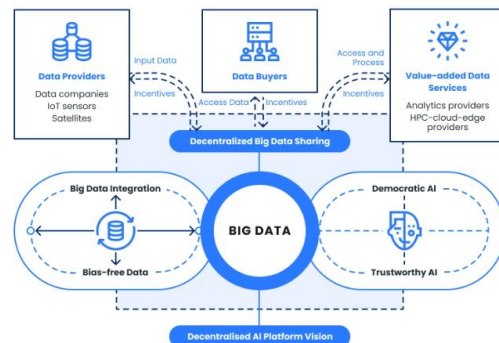 Data Providers
Data companies
IoT sensors
Satellites
Input Data
Incentives
Data Buyers
Access Data
Incentives
Access and
Process
Incentives
Value-added Data
Services
Analytics providers
HPC-cloud-edge
providers
Decentralized Big Data Sharing
Big Data Integration
Bias-free Data
BIG DATA
Democratic AI
Trustworthy AI
Decentralised AI Platform Vision